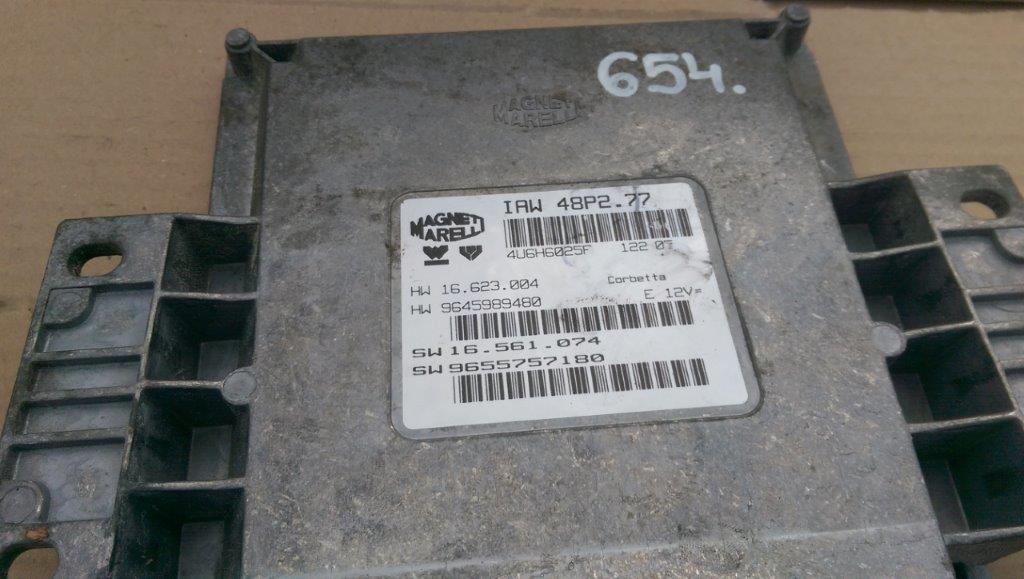 654.
MAGNETI
MARELLI
IAW 48P2.77
MAGNETI
MARELLI
4U6H6025F 122 07
HW 16.623.004 Corbetta
HW 9645989480 E 12V=
SW 16.561.074
SW 9655757180